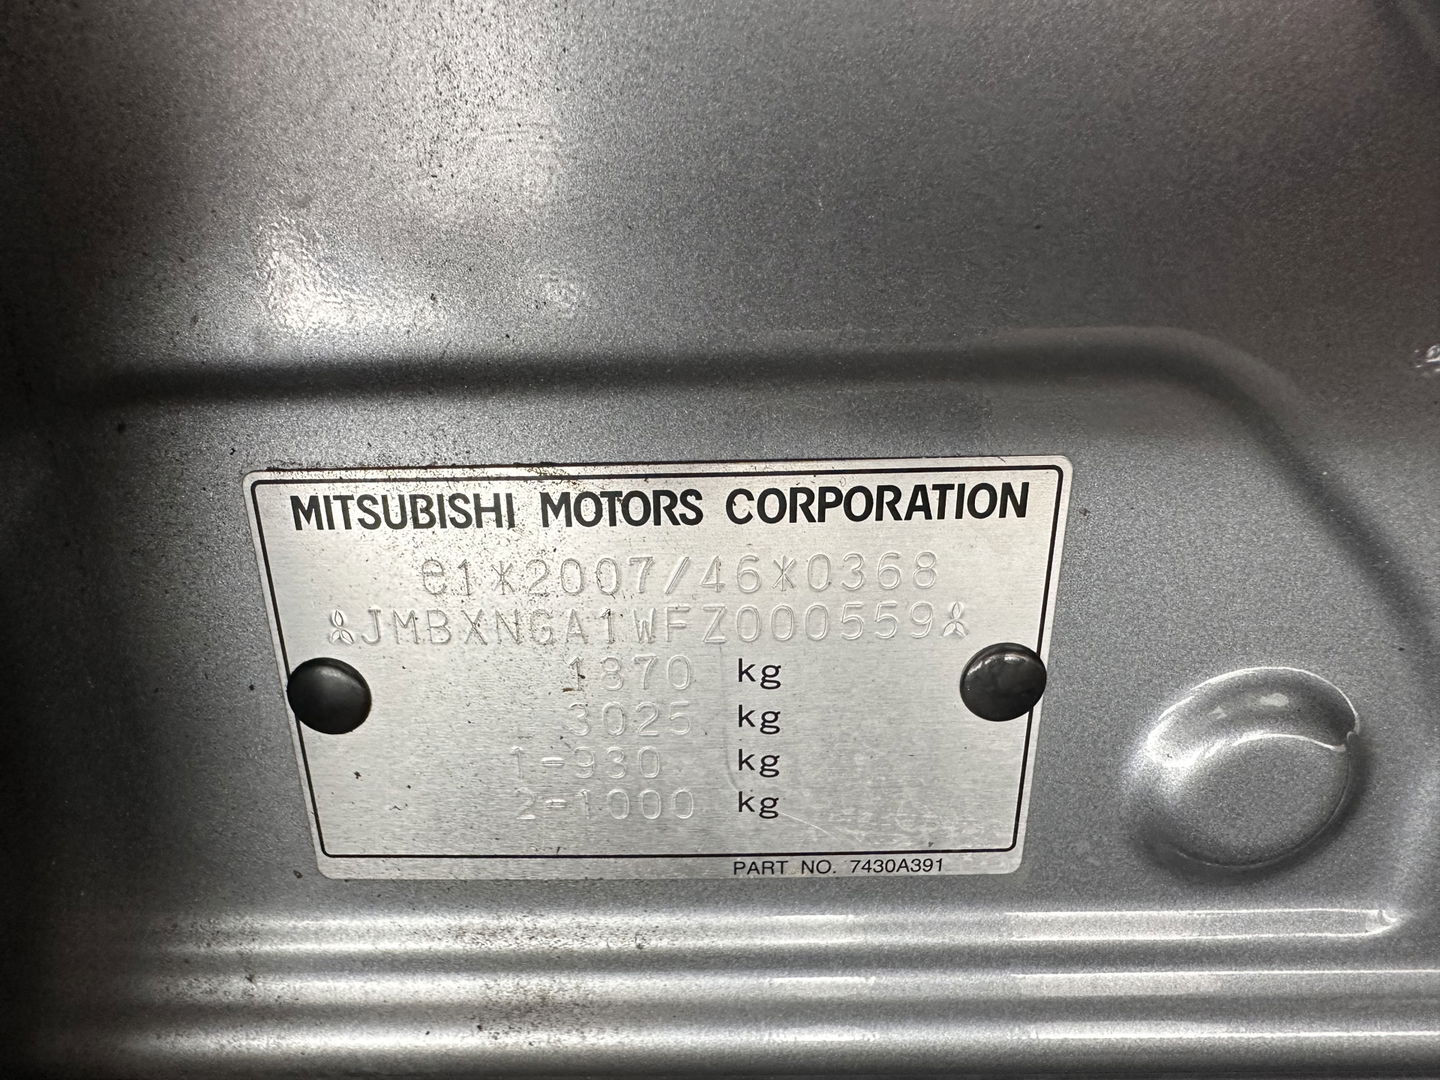 MITSUBISHI MOTORS CORPORATION
e1*2007/46*0368
JMBXNGA1WFZ000559
1870 kg
3025 kg
1-930 kg
2-1000 kg
PART NO. 7430A391